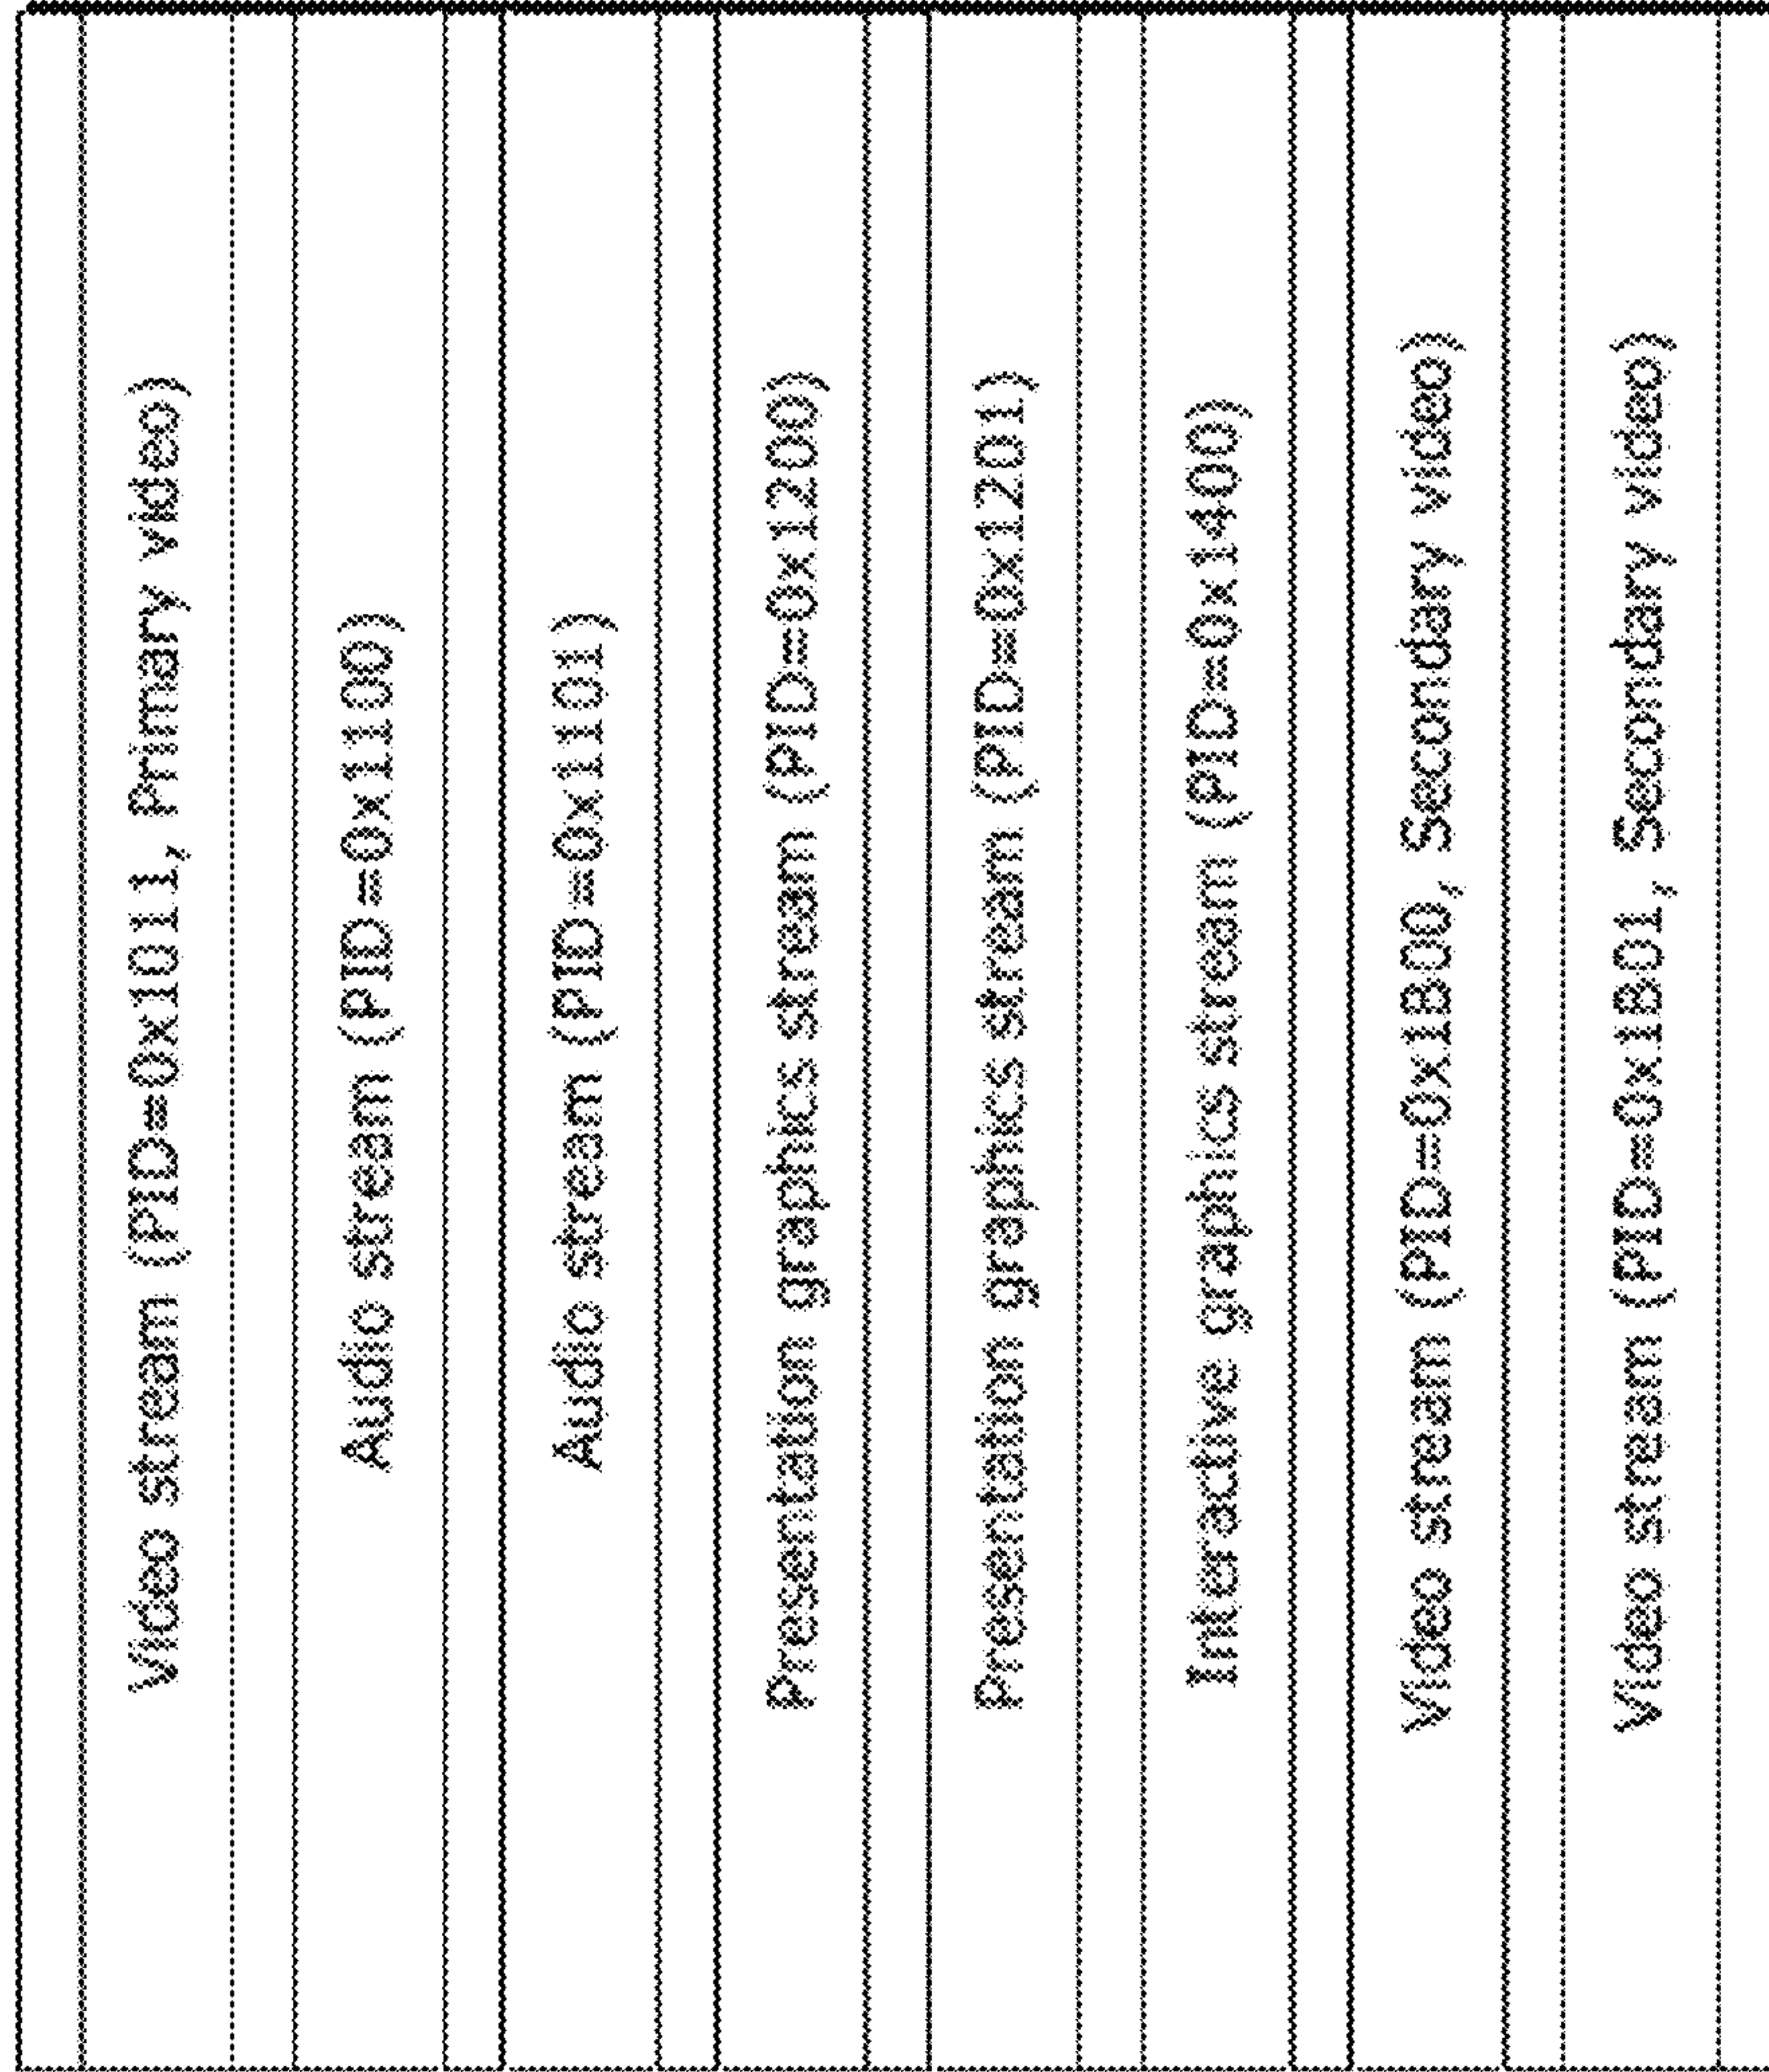 Video stream (PID=0x1011, Primary video)
Audio stream (PID=0x1100)
Audio stream (PID=0x1101)
Presentation graphics stream (PID=0x1200)
Presentation graphics stream (PID=0x1201)
Interactive graphics stream (PID=0x1400)
Video stream (PID=0x1B00, Secondary video)
Video stream (PID=0x1B01, Secondary video)